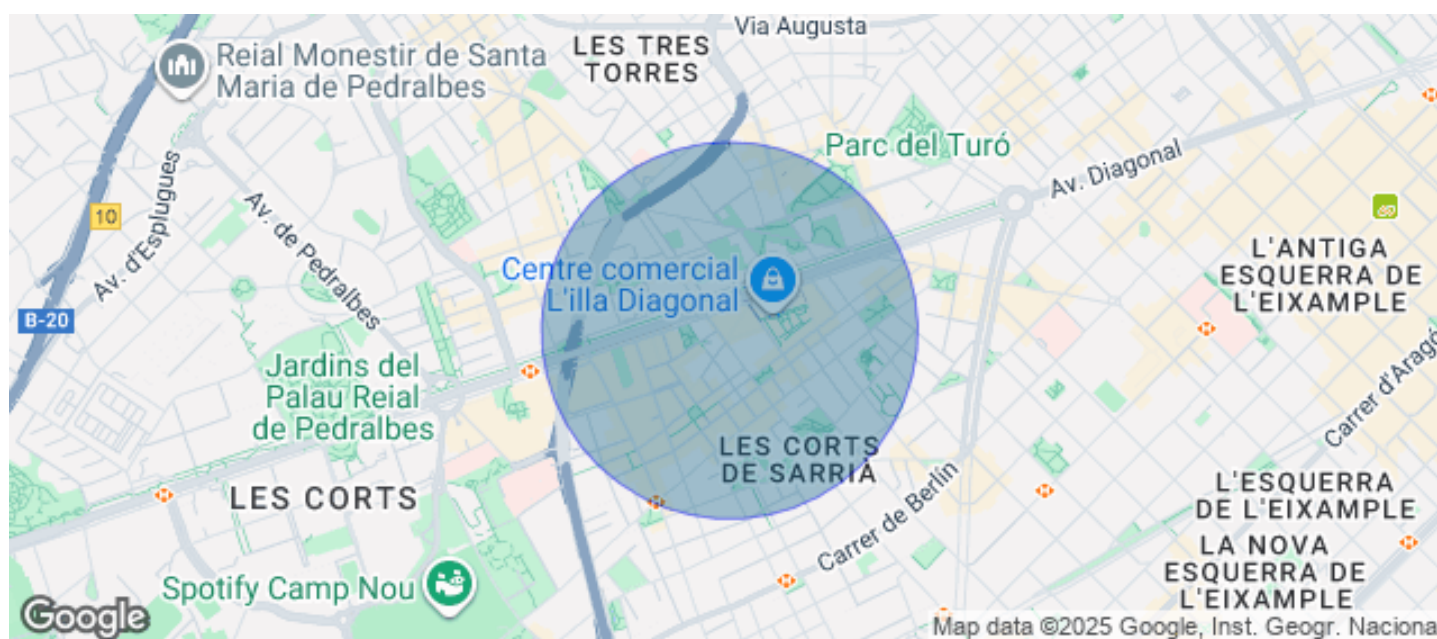 Via Augusta
LES TRES
TORRES
Reial Monestir de Santa
Maria de Pedralbes
Parc del Turó
Av. Diagonal
10
Av. d'Esplugues
Av. de Pedralbes
L'ANTIGA
ESQUERRA DE
L'EIXAMPLE
Centre comercial
L'illa Diagonal
B-20
Jardins del
Palau Reial
de Pedralbes
Carrer d'Aragó
LES CORTS
DE SARRIÀ
LES CORTS
Carrer de Berlín
L'ESQUERRA
DE L'EIXAMPLE
LA NOVA
ESQUERRA DE
L'EIXAMPLE
Spotify Camp Nou
Google
Map data ©2025 Google, Inst. Geogr. Naciona